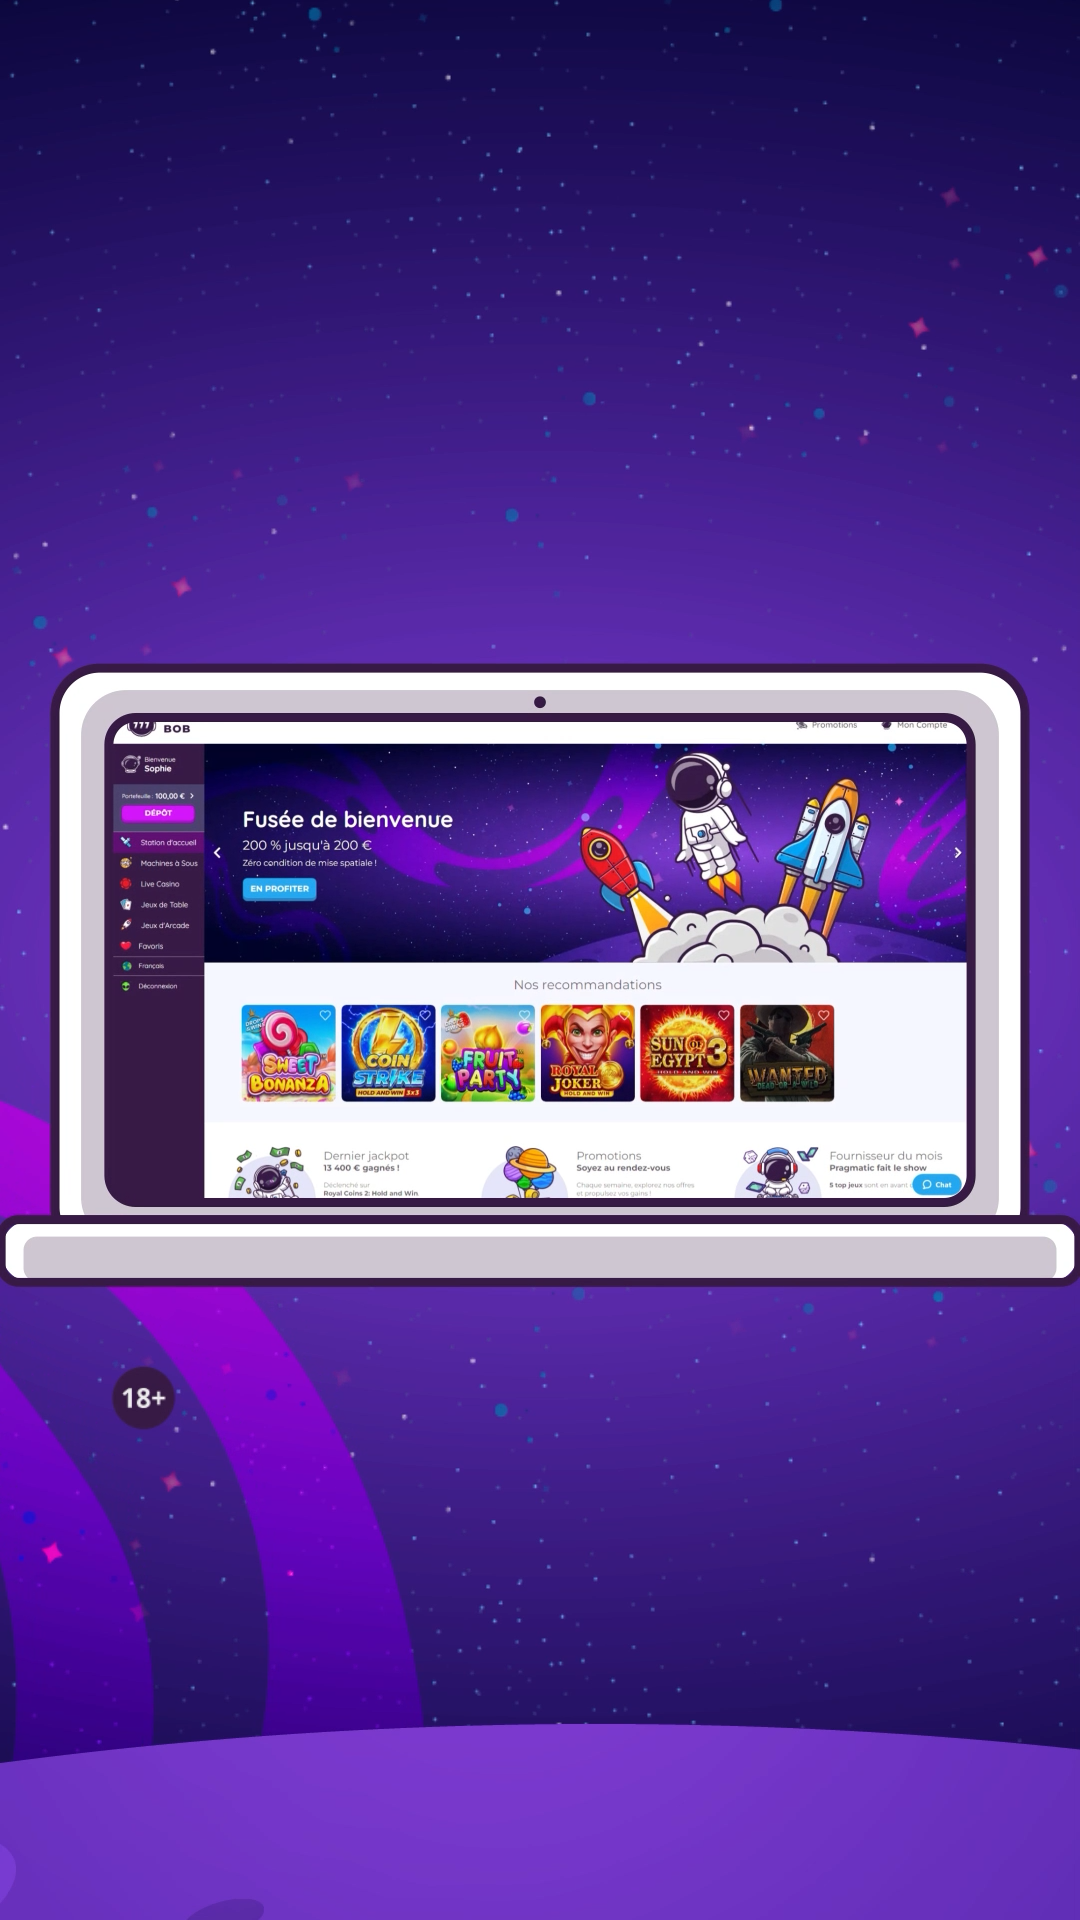 777
BOB
Promotions
Mon Compte
Bienvenue
Sophie
Portefeuille : 100,00 €
DÉPÔT
Station d'accueil
Machines à Sous
Live Casino
Jeux de Table
Jeux d'Arcade
Favoris
Français
Déconnexion
Fusée de bienvenue
200 % jusqu'à 200 €
Zéro condition de mise spatiale !
EN PROFITER
Nos recommandations
DROPS & WINS
SWEET BONANZA
COIN STRIKE
HOLD AND WIN 3x3
FRUIT PARTY
ROYAL JOKER
HOLD AND WIN
SUN OF EGYPT 3
HOLD AND WIN
WANTED
DEAD OR A WILD
Dernier jackpot
13 400 € gagnés !
Déclenché sur
Royal Coins 2: Hold and Win
Promotions
Soyez au rendez-vous
Chaque semaine, explorez nos offres
et propulsez vos gains !
Fournisseur du mois
Pragmatic fait le show
5 top jeux sont en avant
Chat
18+